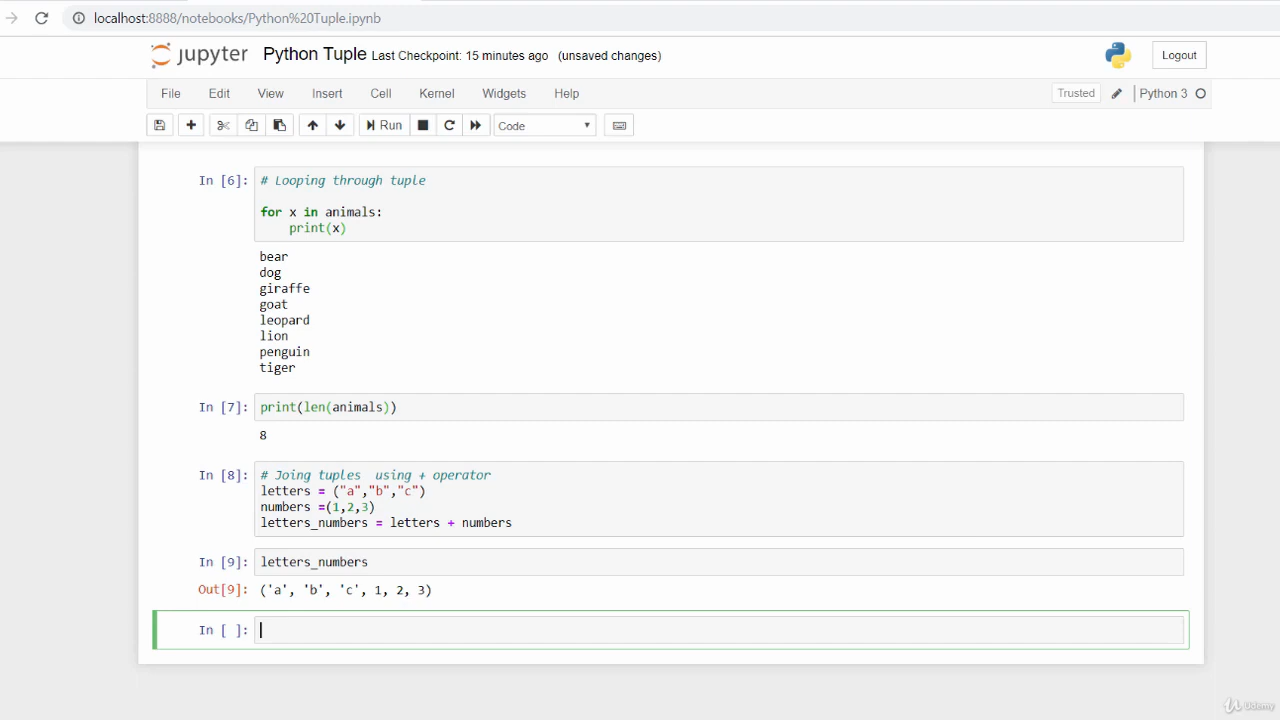 localhost:8888/notebooks/Python%20Tuple.ipynb
jupyter Python Tuple Last Checkpoint: 15 minutes ago (unsaved changes) Logout
File Edit View Insert Cell Kernel Widgets Help Trusted Python 3
Run Code
In [6]: # Looping through tuple
for x in animals:
    print(x)
bear
dog
giraffe
goat
leopard
lion
penguin
tiger
In [7]: print(len(animals))
8
In [8]: # Joing tuples  using + operator
letters = ("a","b","c")
numbers =(1,2,3)
letters_numbers = letters + numbers
In [9]: letters_numbers
Out[9]: ('a', 'b', 'c', 1, 2, 3)
In [ ]:
Udemy